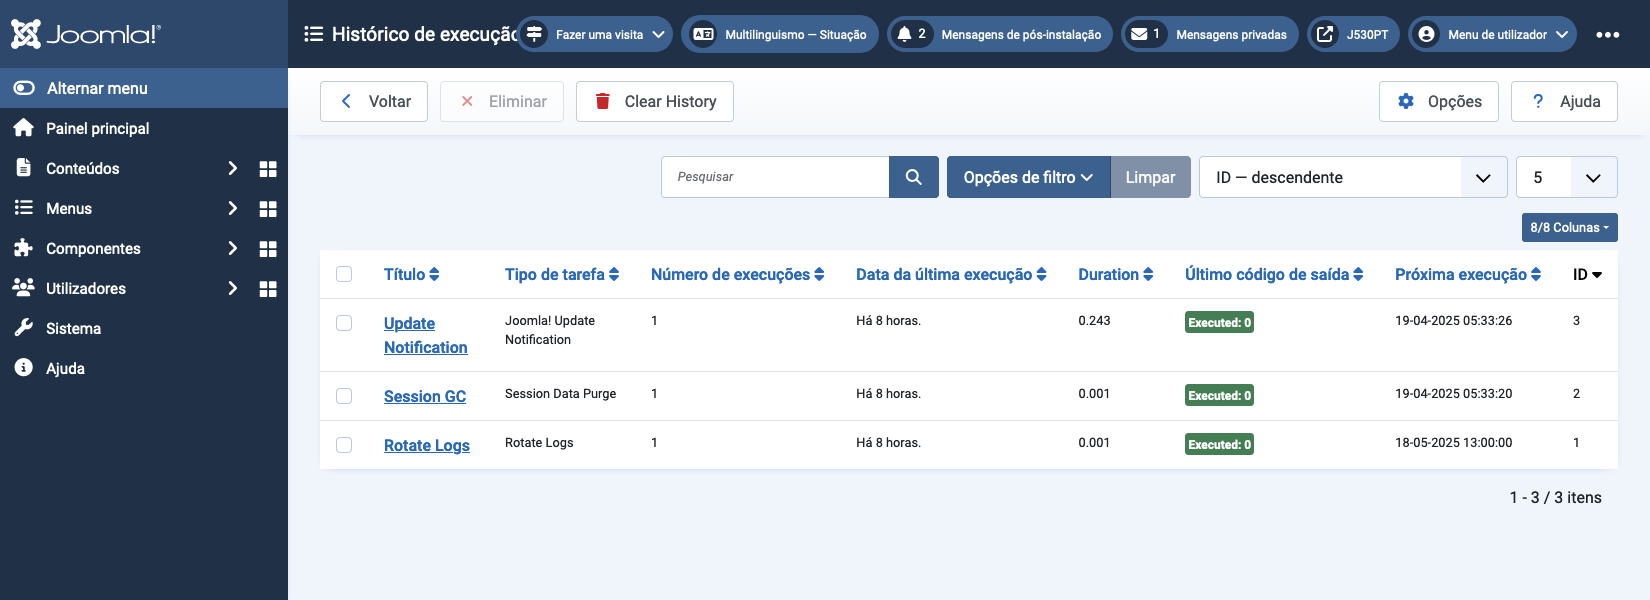 Joomla!®
Histórico de execução
Fazer uma visita
Multilinguismo — Situação
2 Mensagens de pós-instalação
1 Mensagens privadas
J530PT
Menu de utilizador
Alternar menu
Painel principal
Conteúdos
Menus
Componentes
Utilizadores
Sistema
Ajuda
Voltar
Eliminar
Clear History
Opções
? Ajuda
Pesquisar
Opções de filtro
Limpar
ID — descendente
5
8/8 Colunas
Título Tipo de tarefa Número de execuções Data da última execução Duration Último código de saída Próxima execução ID
Update Notification Joomla! Update Notification 1 Há 8 horas. 0.243 Executed: 0 19-04-2025 05:33:26 3
Session GC Session Data Purge 1 Há 8 horas. 0.001 Executed: 0 19-04-2025 05:33:20 2
Rotate Logs Rotate Logs 1 Há 8 horas. 0.001 Executed: 0 18-05-2025 13:00:00 1
1 - 3 / 3 itens